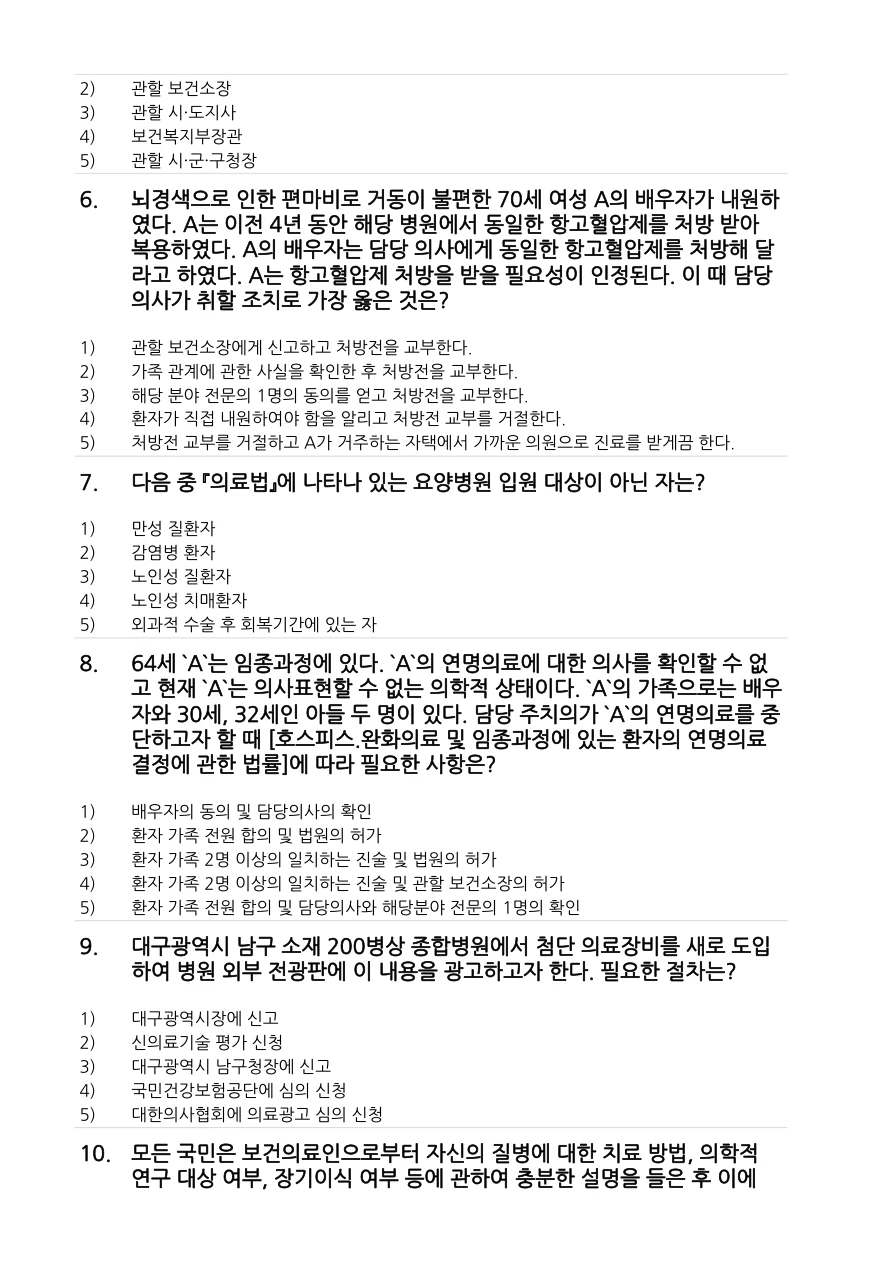 2) 관할 보건소장
3) 관할 시·도지사
4) 보건복지부장관
5) 관할 시·군·구청장
6. 뇌경색으로 인한 편마비로 거동이 불편한 70세 여성 A의 배우자가 내원하
였다. A는 이전 4년 동안 해당 병원에서 동일한 항고혈압제를 처방 받아
복용하였다. A의 배우자는 담당 의사에게 동일한 항고혈압제를 처방해 달
라고 하였다. A는 항고혈압제 처방을 받을 필요성이 인정된다. 이 때 담당
의사가 취할 조치로 가장 옳은 것은?
1) 관할 보건소장에게 신고하고 처방전을 교부한다.
2) 가족 관계에 관한 사실을 확인한 후 처방전을 교부한다.
3) 해당 분야 전문의 1명의 동의를 얻고 처방전을 교부한다.
4) 환자가 직접 내원하여야 함을 알리고 처방전 교부를 거절한다.
5) 처방전 교부를 거절하고 A가 거주하는 자택에서 가까운 의원으로 진료를 받게끔 한다.
7. 다음 중 『의료법』에 나타나 있는 요양병원 입원 대상이 아닌 자는?
1) 만성 질환자
2) 감염병 환자
3) 노인성 질환자
4) 노인성 치매환자
5) 외과적 수술 후 회복기간에 있는 자
8. 64세 `A`는 임종과정에 있다. `A`의 연명의료에 대한 의사를 확인할 수 없
고 현재 `A`는 의사표현할 수 없는 의학적 상태이다. `A`의 가족으로는 배우
자와 30세, 32세인 아들 두 명이 있다. 담당 주치의가 `A`의 연명의료를 중
단하고자 할 때 [호스피스.완화의료 및 임종과정에 있는 환자의 연명의료
결정에 관한 법률]에 따라 필요한 사항은?
1) 배우자의 동의 및 담당의사의 확인
2) 환자 가족 전원 합의 및 법원의 허가
3) 환자 가족 2명 이상의 일치하는 진술 및 법원의 허가
4) 환자 가족 2명 이상의 일치하는 진술 및 관할 보건소장의 허가
5) 환자 가족 전원 합의 및 담당의사와 해당분야 전문의 1명의 확인
9. 대구광역시 남구 소재 200병상 종합병원에서 첨단 의료장비를 새로 도입
하여 병원 외부 전광판에 이 내용을 광고하고자 한다. 필요한 절차는?
1) 대구광역시장에 신고
2) 신의료기술 평가 신청
3) 대구광역시 남구청장에 신고
4) 국민건강보험공단에 심의 신청
5) 대한의사협회에 의료광고 심의 신청
10. 모든 국민은 보건의료인으로부터 자신의 질병에 대한 치료 방법, 의학적
연구 대상 여부, 장기이식 여부 등에 관하여 충분한 설명을 들은 후 이에